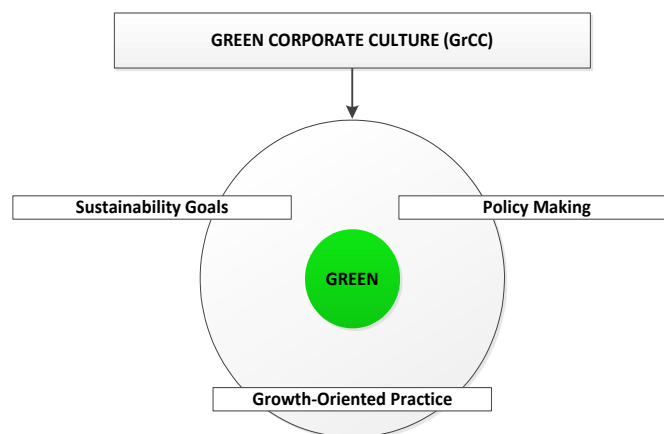 GREEN CORPORATE CULTURE (GrCC)
Sustainability Goals
Policy Making
GREEN
Growth-Oriented Practice